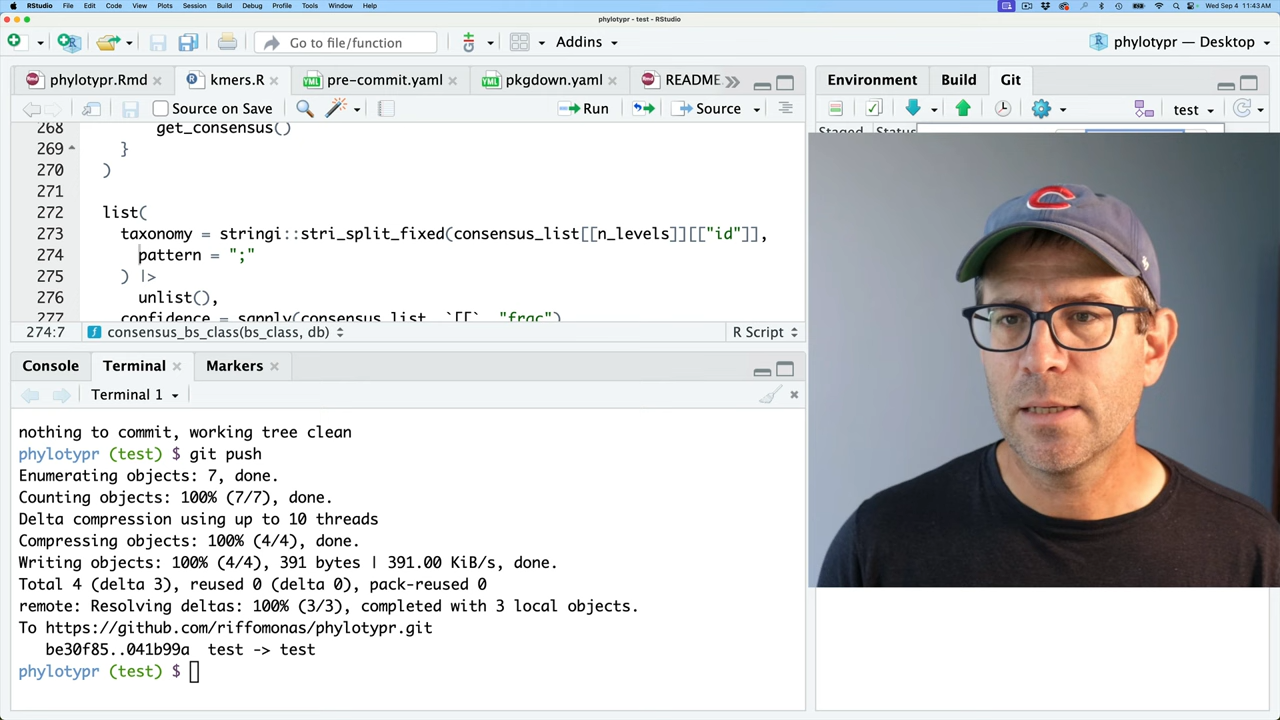 RStudio File Edit Code View Plots Session Build Debug Profile Tools Window Help Wed Sep 4 11:43 AM
phylotypr - test - RStudio
Go to file/function Addins phylotypr — Desktop
phylotypr.Rmd kmers.R pre-commit.yaml pkgdown.yaml README Environment Build Git
Source on Save Run Source test
Staged Status
268 get_consensus()
269 }
270 )
271
272 list(
273 taxonomy = stringi::stri_split_fixed(consensus_list[[n_levels]][["id"]],
274 pattern = ";"
275 ) |>
276 unlist(),
277 confidence = sapply(consensus_list, `[[`, "frac")
274:7 consensus_bs_class(bs_class, db) R Script
Console Terminal Markers
Terminal 1
nothing to commit, working tree clean
phylotypr (test) $ git push
Enumerating objects: 7, done.
Counting objects: 100% (7/7), done.
Delta compression using up to 10 threads
Compressing objects: 100% (4/4), done.
Writing objects: 100% (4/4), 391 bytes | 391.00 KiB/s, done.
Total 4 (delta 3), reused 0 (delta 0), pack-reused 0
remote: Resolving deltas: 100% (3/3), completed with 3 local objects.
To https://github.com/riffomonas/phylotypr.git
be30f85..041b99a test -> test
phylotypr (test) $
C